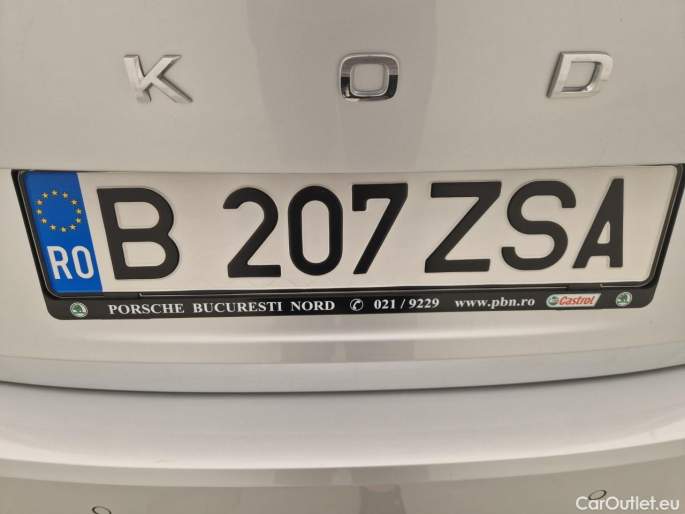 K O D
RO B 207 ZSA
PORSCHE BUCURESTI NORD ✆ 021 / 9229 www.pbn.ro Castrol
CarOutlet.eu